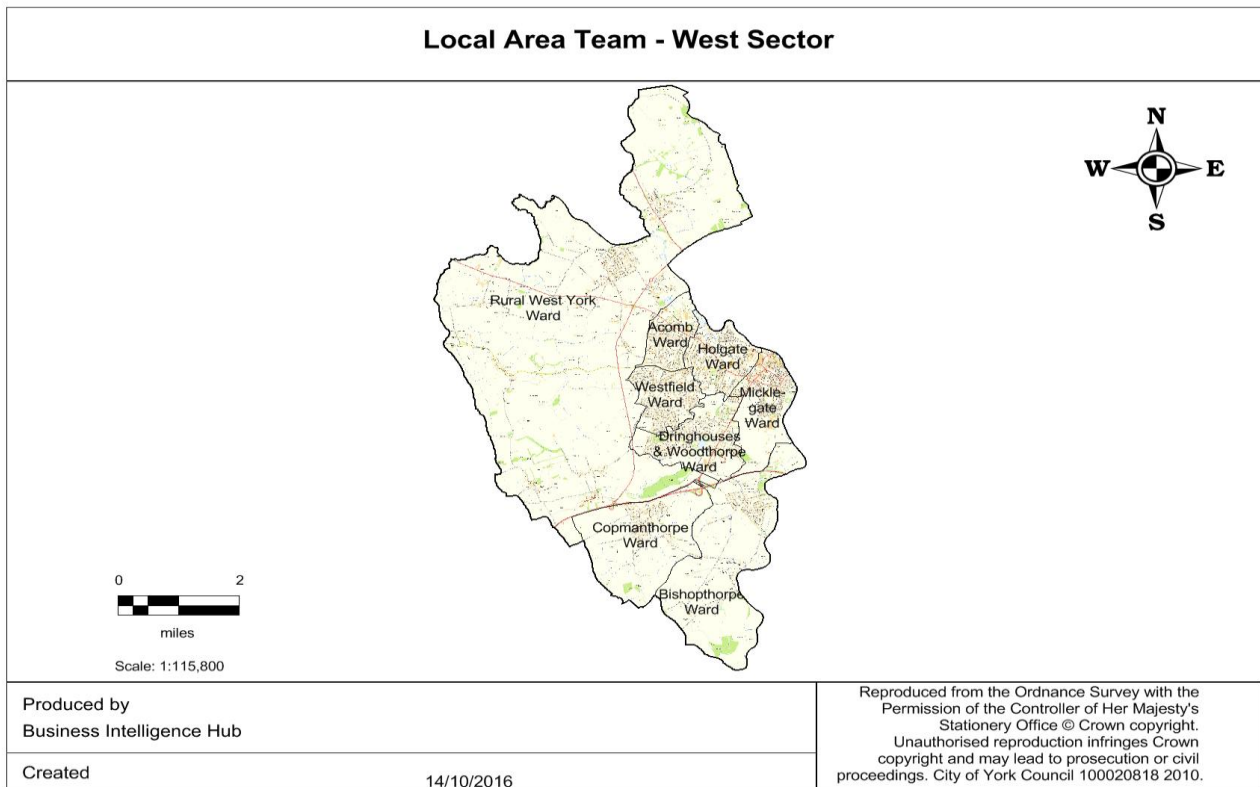 Local Area Team - West Sector
N
W
E
S
Rural West York
Ward
Acomb
Ward
Holgate
Ward
Westfield
Ward
Mickle-
gate
Ward
Dringhouses
& Woodthorpe
Ward
Copmanthorpe
Ward
Bishopthorpe
Ward
0 2
miles
Scale: 1:115,800
Produced by
Business Intelligence Hub
Created 14/10/2016
Reproduced from the Ordnance Survey with the
Permission of the Controller of Her Majesty's
Stationery Office © Crown copyright.
Unauthorised reproduction infringes Crown
copyright and may lead to prosecution or civil
proceedings. City of York Council 100020818 2010.